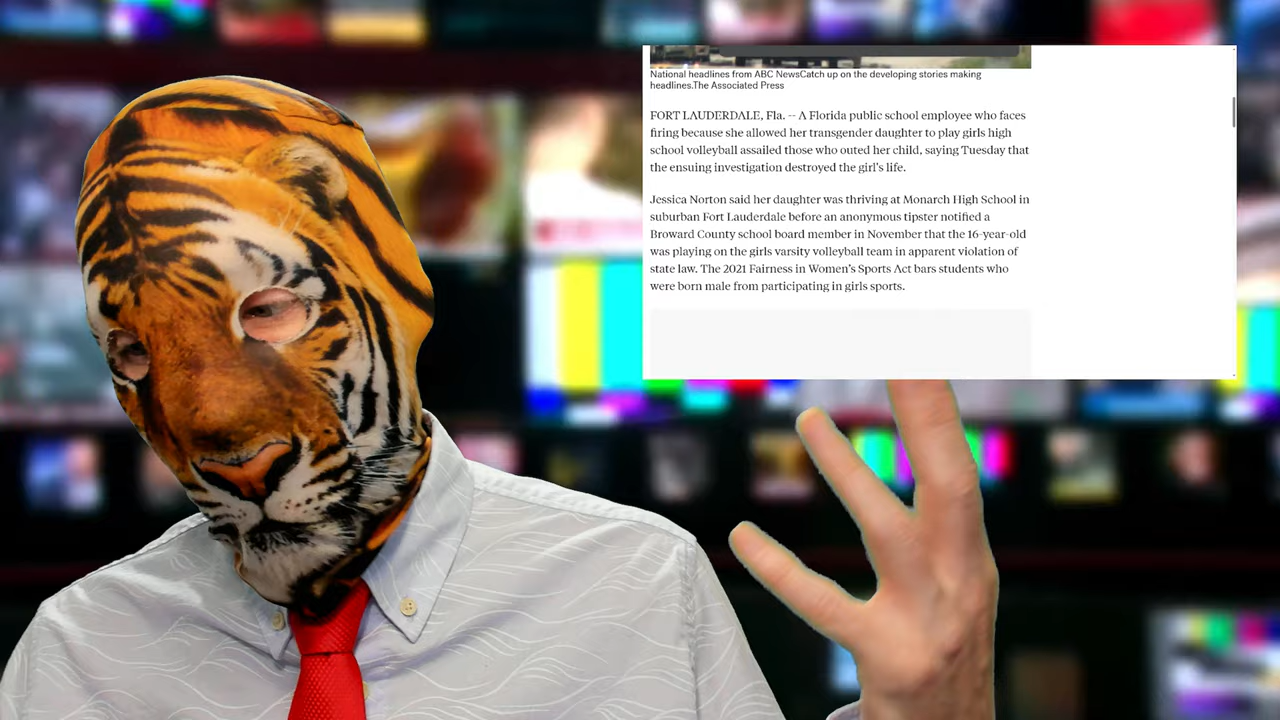 National headlines from ABC NewsCatch up on the developing stories making
headlines.The Associated Press
FORT LAUDERDALE, Fla. -- A Florida public school employee who faces
firing because she allowed her transgender daughter to play girls high
school volleyball assailed those who outed her child, saying Tuesday that
the ensuing investigation destroyed the girl's life.
Jessica Norton said her daughter was thriving at Monarch High School in
suburban Fort Lauderdale before an anonymous tipster notified a
Broward County school board member in November that the 16-year-old
was playing on the girls varsity volleyball team in apparent violation of
state law. The 2021 Fairness in Women's Sports Act bars students who
were born male from participating in girls sports.